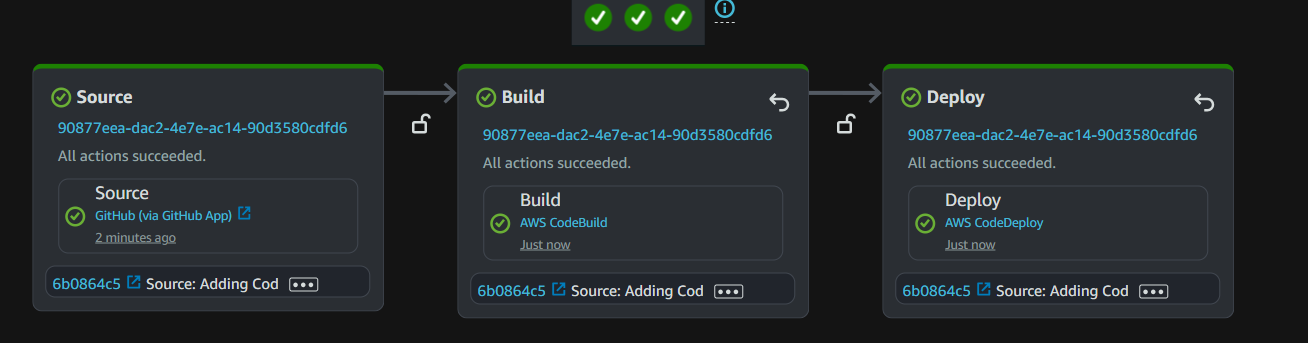 Source
90877eea-dac2-4e7e-ac14-90d3580cdfd6
All actions succeeded.
Source
GitHub (via GitHub App)
2 minutes ago
6b0864c5 Source: Adding Cod
Build
90877eea-dac2-4e7e-ac14-90d3580cdfd6
All actions succeeded.
Build
AWS CodeBuild
Just now
6b0864c5 Source: Adding Cod
Deploy
90877eea-dac2-4e7e-ac14-90d3580cdfd6
All actions succeeded.
Deploy
AWS CodeDeploy
Just now
6b0864c5 Source: Adding Cod